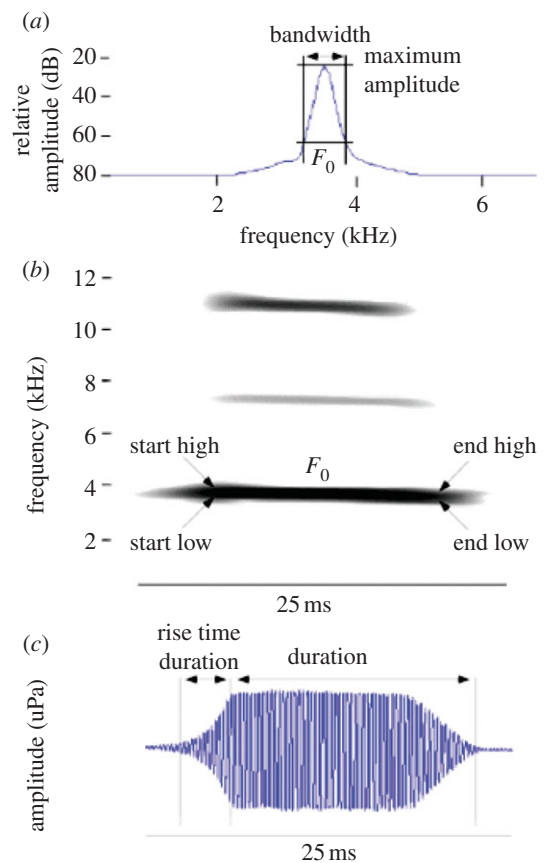 (a)
bandwidth
maximum
amplitude
relative
amplitude (dB)
20
40
60
80
F0
2 4 6
frequency (kHz)
(b)
frequency (kHz)
12
10
8
6
4
2
start high
F0
end high
start low
end low
25 ms
(c)
rise time
duration
duration
amplitude (uPa)
25 ms